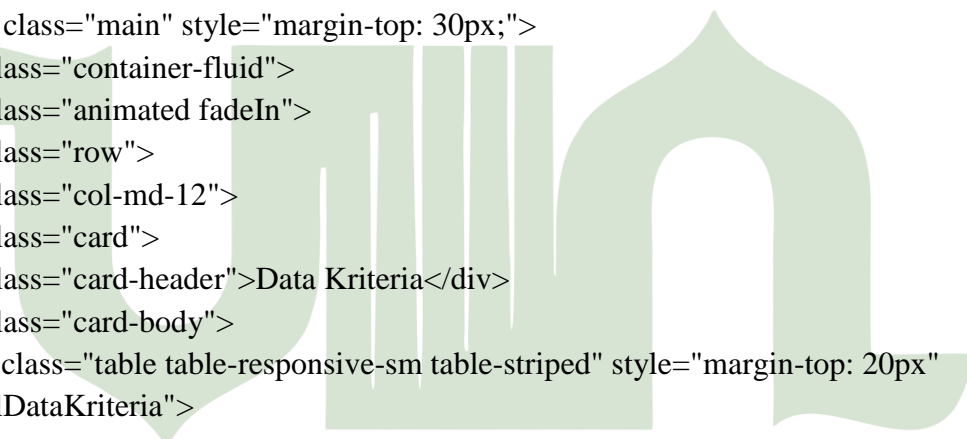 class="main" style="margin-top: 30px;">
lass="container-fluid">
lass="animated fadeIn">
lass="row">
lass="col-md-12">
lass="card">
lass="card-header">Data Kriteria</div>
lass="card-body">
class="table table-responsive-sm table-striped" style="margin-top: 20px"
lDataKriteria">